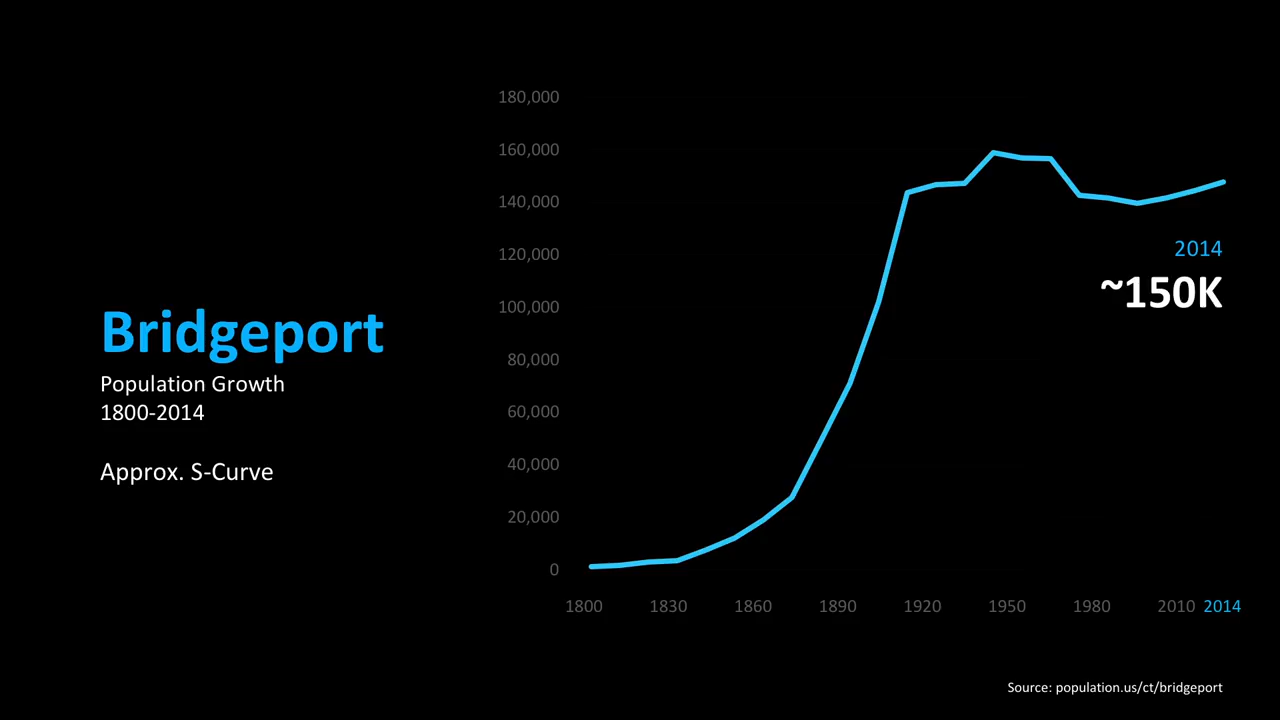 Bridgeport
Population Growth
1800-2014
Approx. S-Curve
180,000
160,000
140,000
120,000
100,000
80,000
60,000
40,000
20,000
0
1800 1830 1860 1890 1920 1950 1980 2010 2014
2014
~150K
Source: population.us/ct/bridgeport